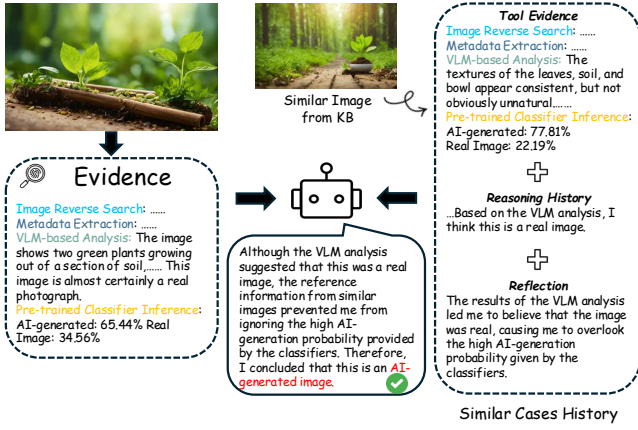 Similar Image
from KB
Evidence
Image Reverse Search: ......
Metadata Extraction: ......
VLM-based Analysis: The image
shows two green plants growing
out of a section of soil,...... This
image is almost certainly a real
photograph.
Pre-trained Classifier Inference:
AI-generated: 65.44% Real
Image: 34.56%
Although the VLM analysis
suggested that this was a real
image, the reference
information from similar
images prevented me from
ignoring the high AI-
generation probability provided
by the classifiers. Therefore,
I concluded that this is an AI-
generated image.
Tool Evidence
Image Reverse Search: ......
Metadata Extraction: ......
VLM-based Analysis: The
textures of the leaves, soil, and
bowl appear consistent, but not
obviously unnatural,......
Pre-trained Classifier Inference:
AI-generated: 77.81%
Real Image: 22.19%
Reasoning History
...Based on the VLM analysis, I
think this is a real image.
Reflection
The results of the VLM analysis
led me to believe that the image
was real, causing me to overlook
the high AI-generation
probability given by the
classifiers.
Similar Cases History